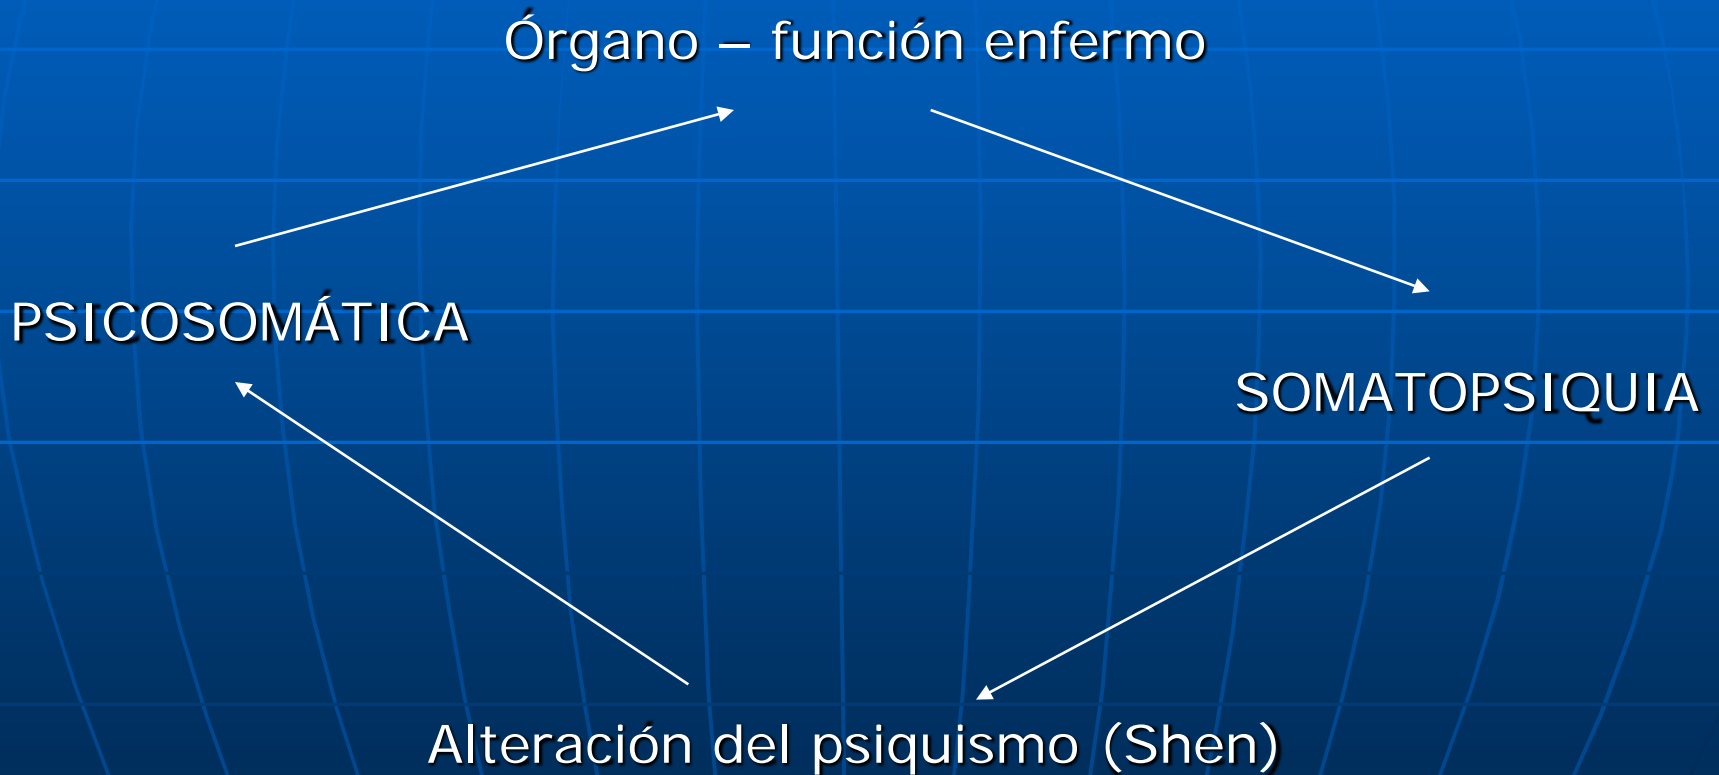 Órgano – función enfermo
PSICOSOMÁTICA
SOMATOPSIQUIA
Alteración del psiquismo (Shen)